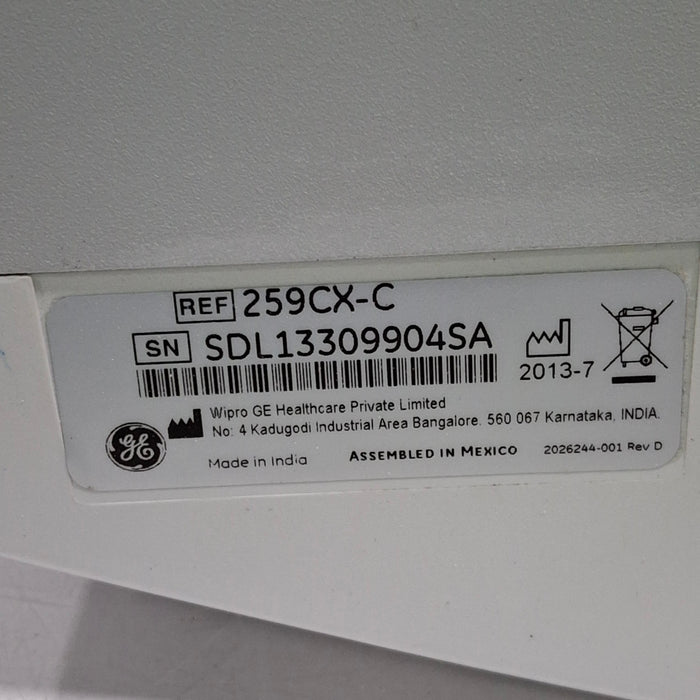 REF 259CX-C
SN SDL13309904SA
2013-7
Wipro GE Healthcare Private Limited
No: 4 Kadugodi Industrial Area Bangalore. 560 067 Karnataka, INDIA.
GE
Made in India ASSEMBLED IN MEXICO 2026244-001 Rev D